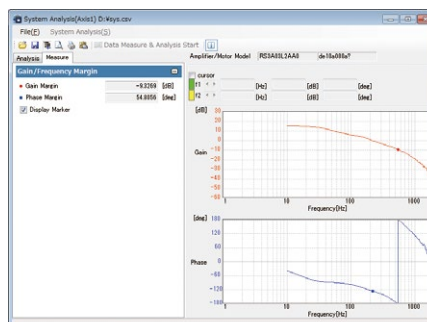 System Analysis[Axis1] D:¥sys.csv
File(F) System Analysis(S)
Data Measure & Analysis Start
Analysis Measure
Gain/Frequency Margin
Gain Margin -9.3269 [dB]
Phase Margin 54.8056 [deg]
Display Marker
Amplifier/Motor Model
cursor
f1 [Hz] [dB] [deg]
f2 [Hz] [dB] [deg]
[dB]
30
20
10
0
-10
-20
-30
-40
-50
-60
Gain
10 100 1000
Frequency[Hz]
[deg]
180
120
60
0
-60
-120
-180
Phase
10 100 1000
Frequency[Hz]